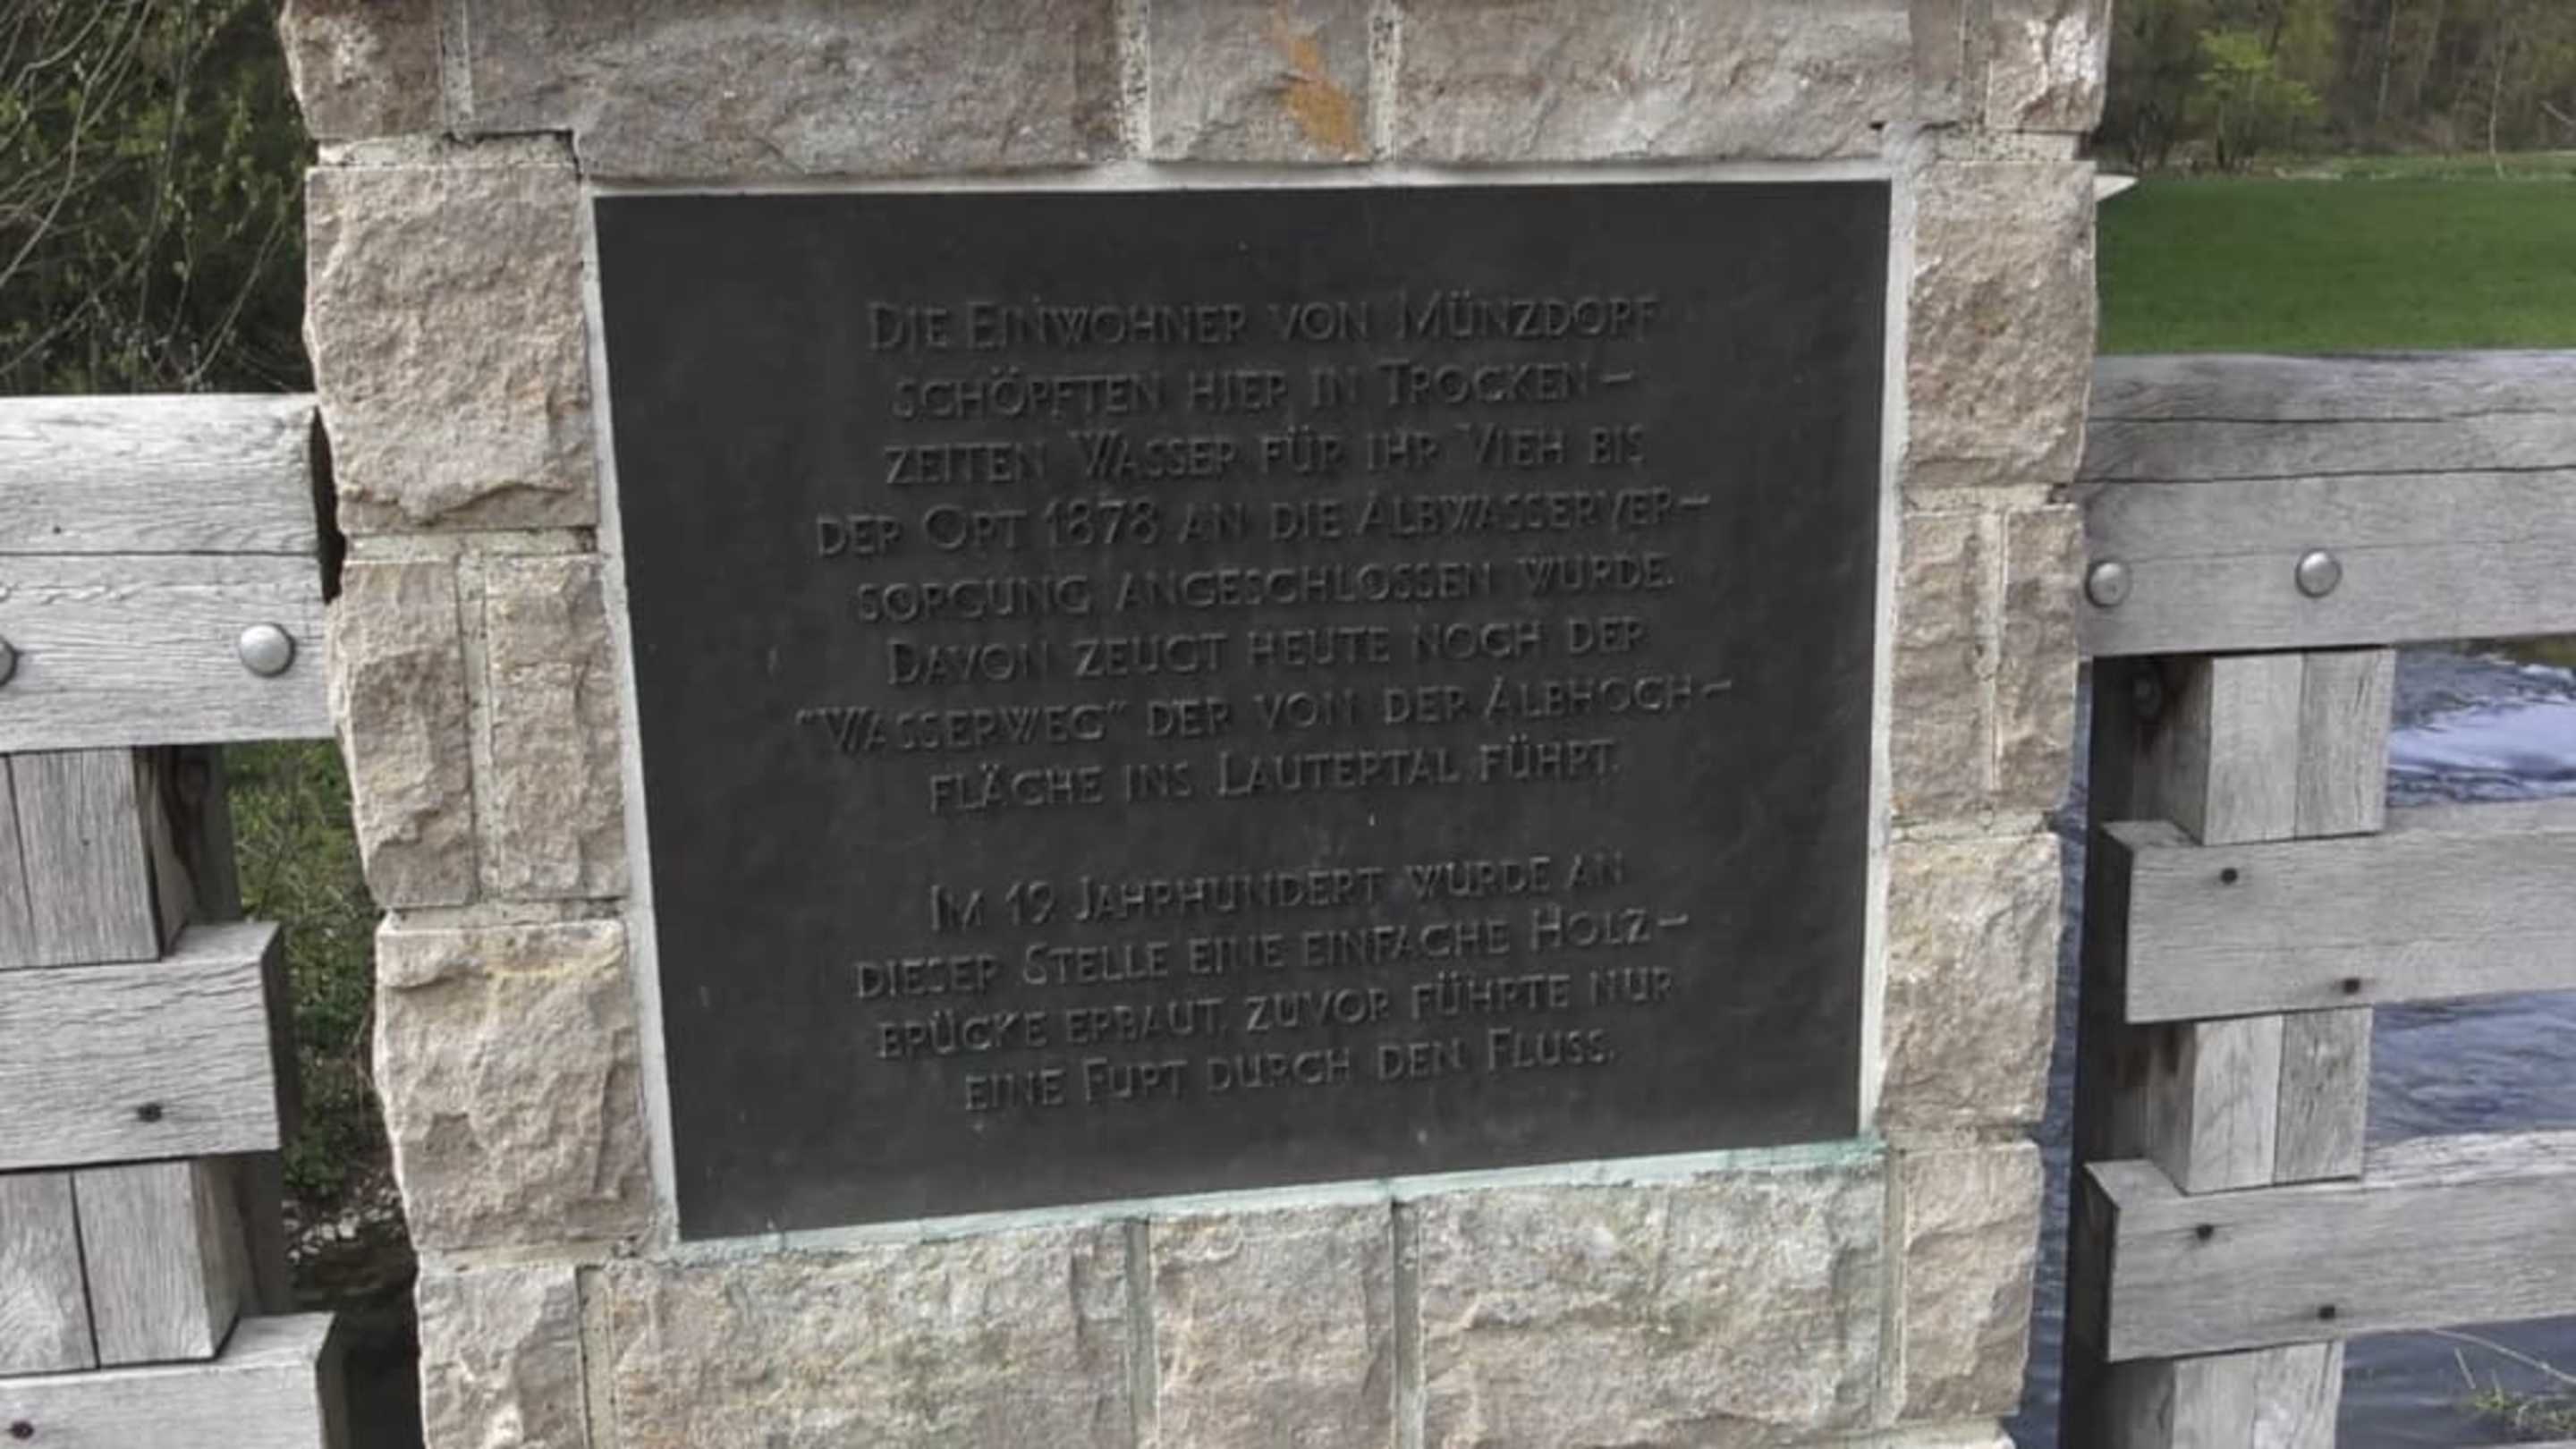 Die Einwohner von Münzdorf
schöpften hier in Trocken-
zeiten Wasser für ihr Vieh bis
der Ort 1878 an die Albwasserver-
sorgung angeschlossen wurde.
Davon zeugt heute noch der
"Wasserweg" der von der Albhoch-
fläche ins Lautertal führt.
Im 19. Jahrhundert wurde an
dieser Stelle eine einfache Holz-
brücke erbaut. Zuvor führte nur
eine Furt durch den Fluss.